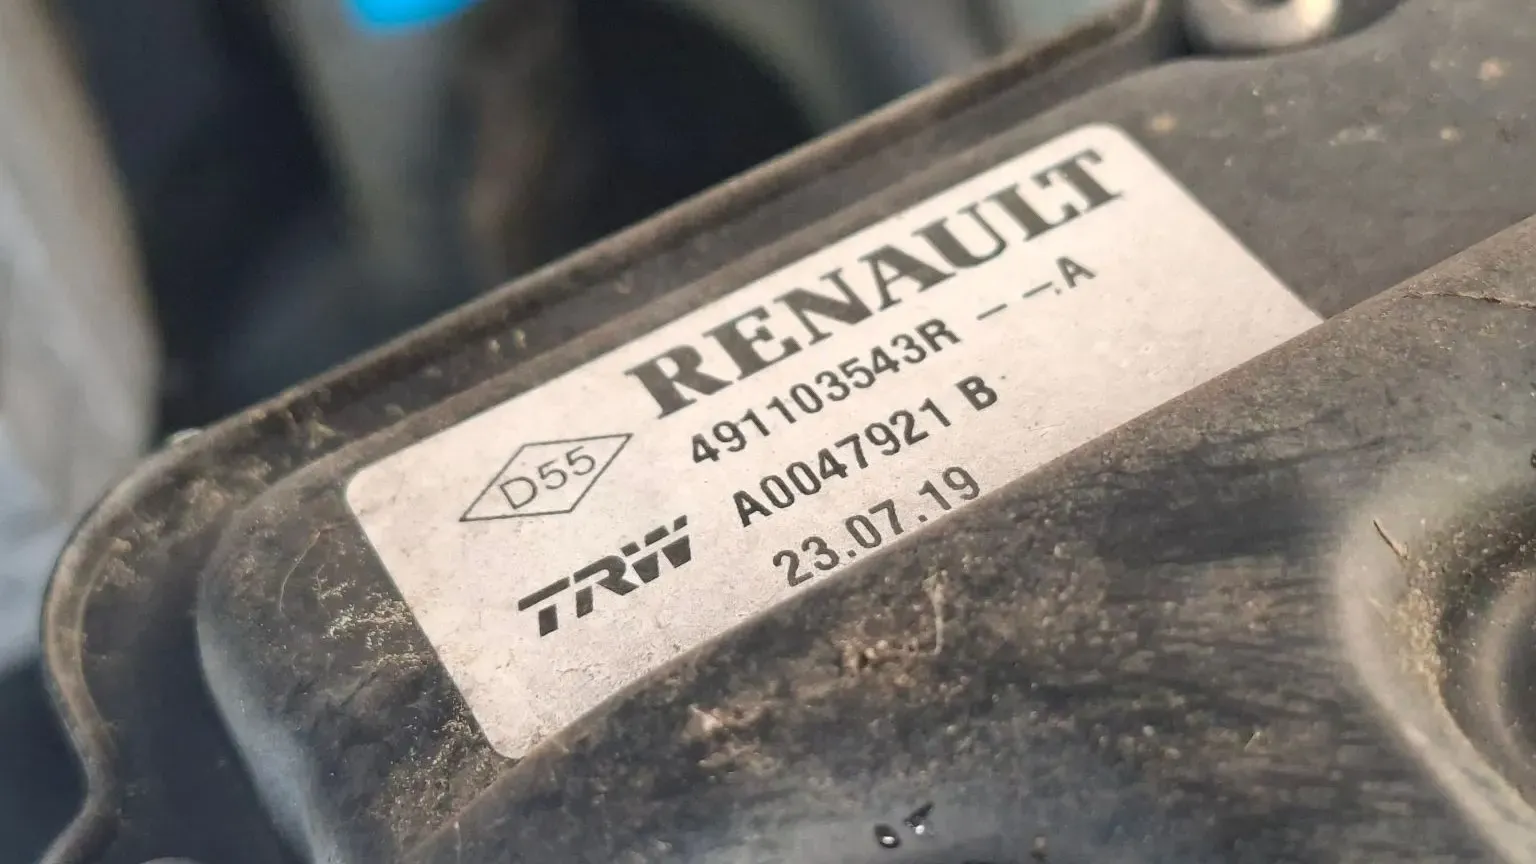 RENAULT
491103543R --.A
D55
A0047921 B
TRW
23.07.19